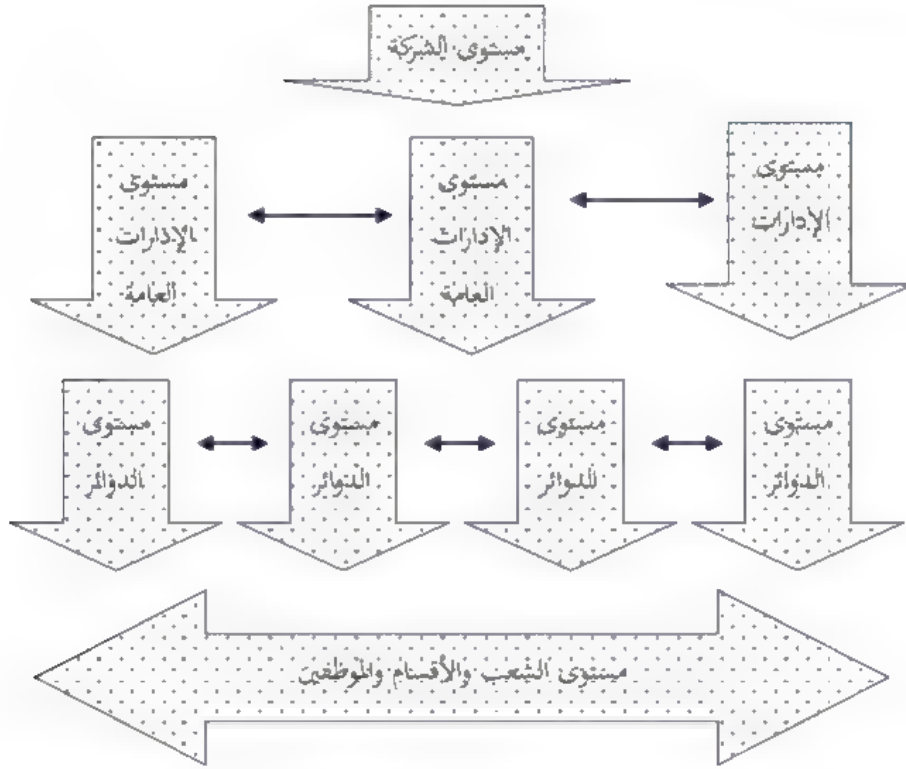 مستوى الشركة
مستوى
الإدارات
مستوى
الإدارات
العامة
مستوى
الإدارات
العامة
مستوى
الدوائر
مستوى
الدوائر
مستوى
الدوائر
مستوى
الدوائر
مستوى الشعب والأقسام والموظفين